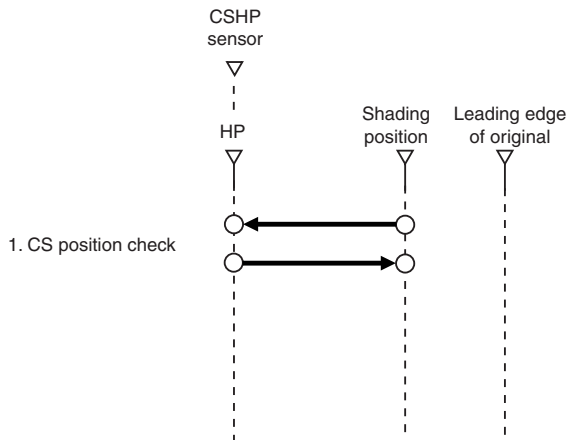 CSHP
sensor
HP
Shading
position
Leading edge
of original
1. CS position check